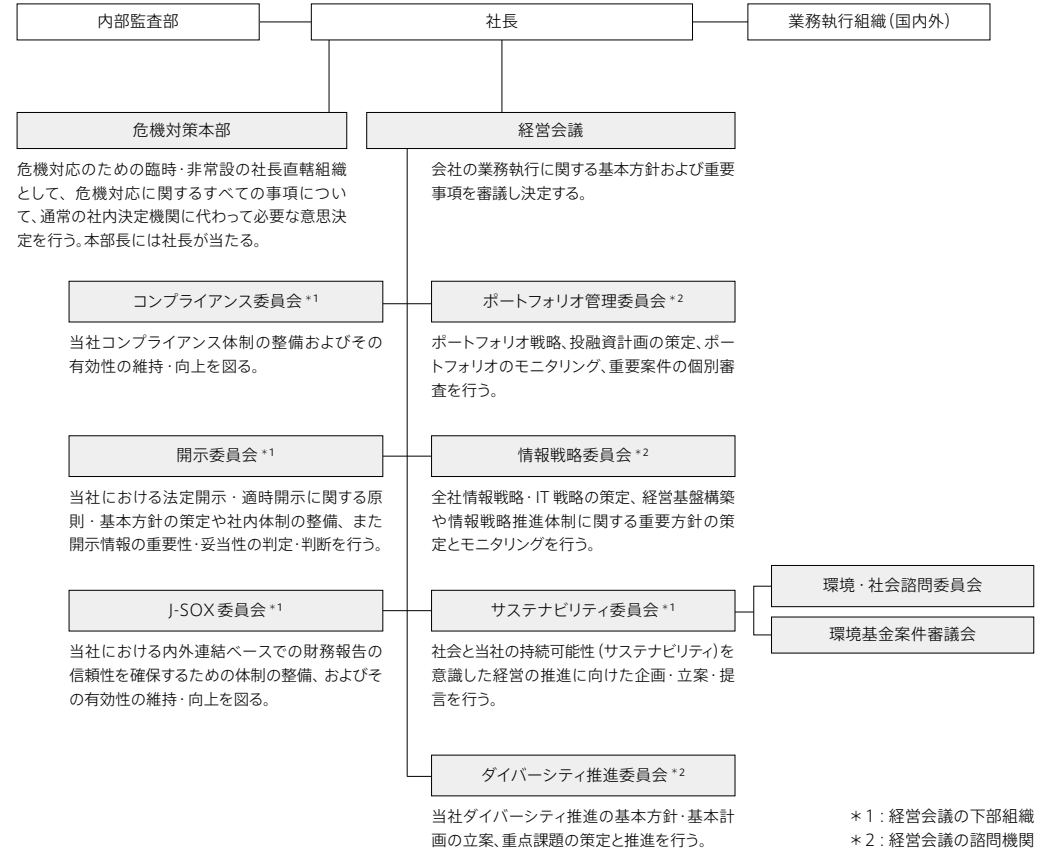 内部監査部
社長
業務執行組織（国内外）
危機対策本部
危機対応のための臨時・非常設の社長直轄組織
として、危機対応に関するすべての事項につい
て、通常の社内決定機関に代わって必要な意思決
定を行う。本部長には社長が当たる。
経営会議
会社の業務執行に関する基本方針および重要
事項を審議し決定する。
コンプライアンス委員会 *1
当社コンプライアンス体制の整備およびその
有効性の維持・向上を図る。
ポートフォリオ管理委員会 *2
ポートフォリオ戦略、投融資計画の策定、ポー
トフォリオのモニタリング、重要案件の個別審
査を行う。
開示委員会 *1
当社における法定開示・適時開示に関する原
則・基本方針の策定や社内体制の整備、また
開示情報の重要性・妥当性の判定・判断を行う。
情報戦略委員会 *2
全社情報戦略・IT 戦略の策定、経営基盤構築
や情報戦略推進体制に関する重要方針の策
定とモニタリングを行う。
J-SOX 委員会 *1
当社における内外連結ベースでの財務報告の
信頼性を確保するための体制の整備、およびそ
の有効性の維持・向上を図る。
サステナビリティ委員会 *1
社会と当社の持続可能性（サステナビリティ）を
意識した経営の推進に向けた企画・立案・提
言を行う。
環境・社会諮問委員会
環境基金案件審議会
ダイバーシティ推進委員会 *2
当社ダイバーシティ推進の基本方針・基本計
画の立案、重点課題の策定と推進を行う。
＊1 : 経営会議の下部組織
＊2 : 経営会議の諮問機関